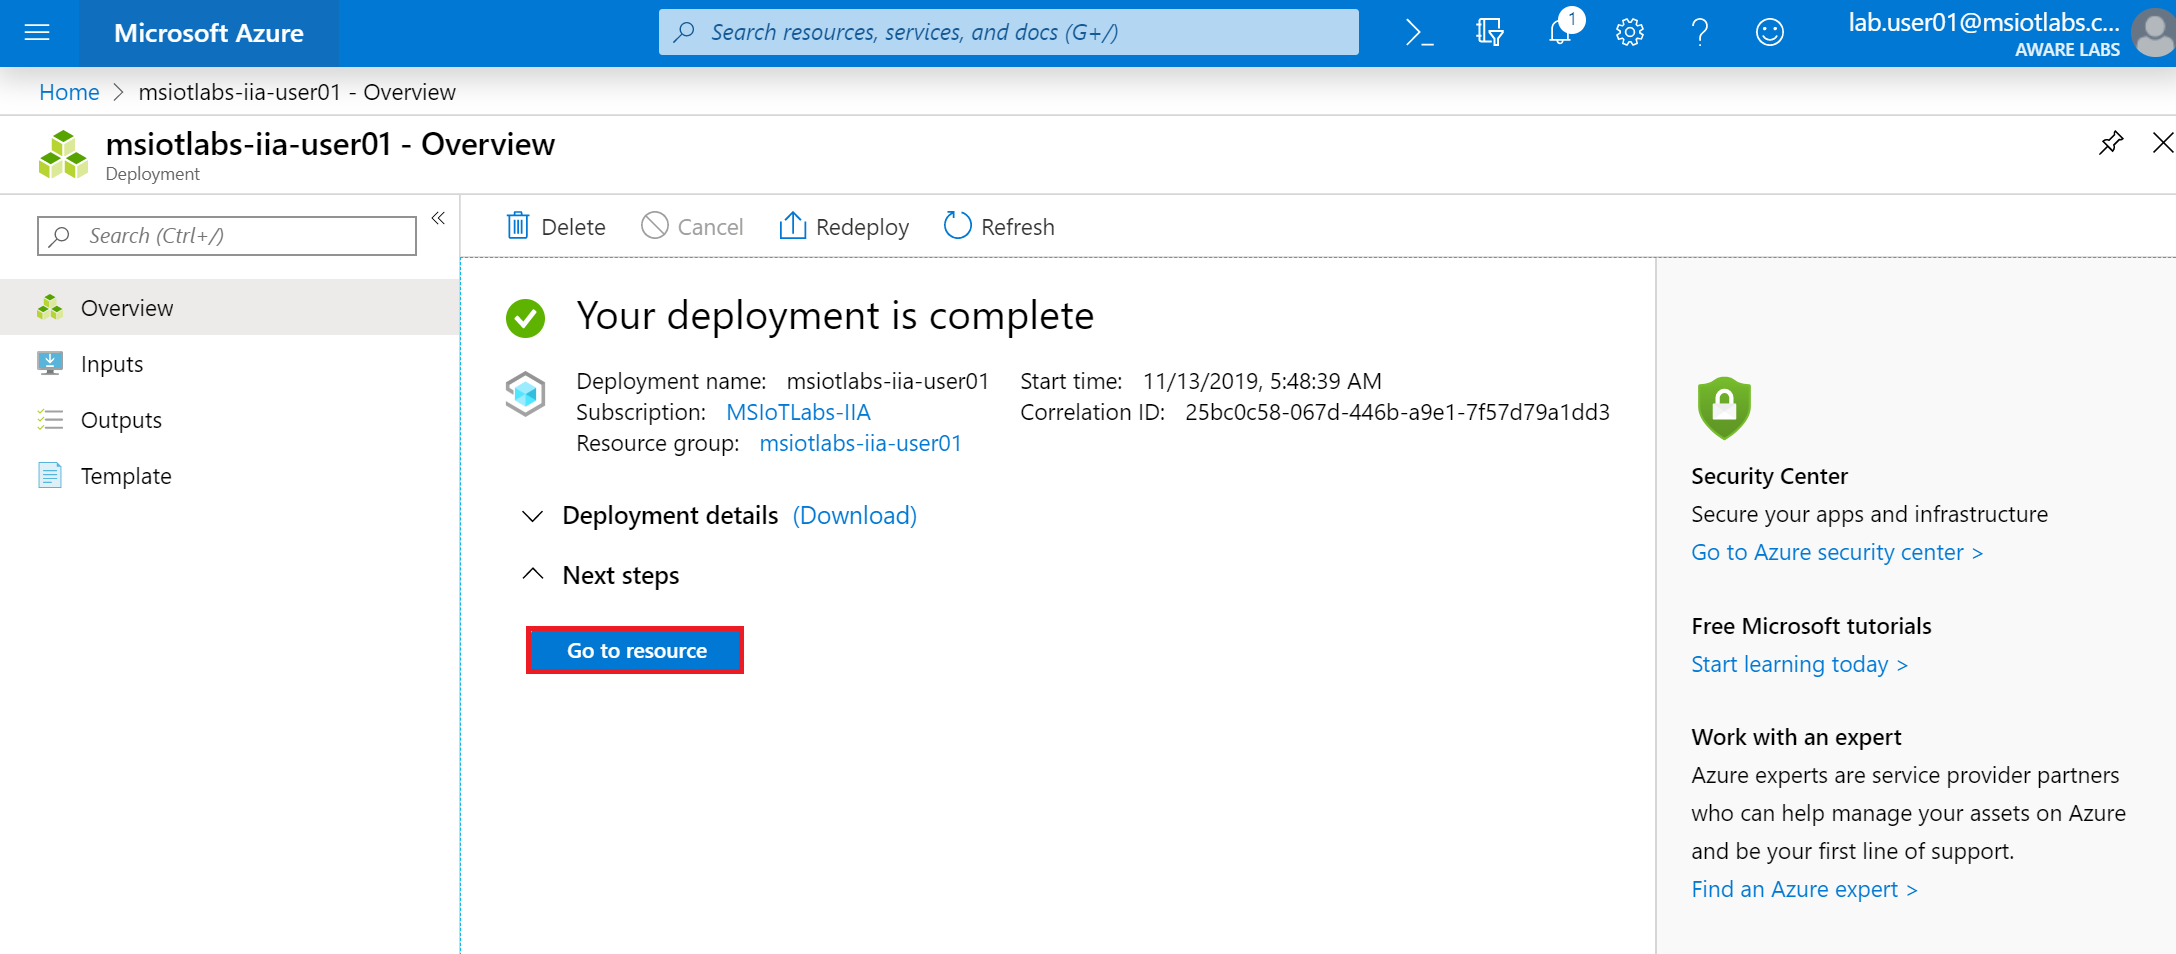 Microsoft Azure
Search resources, services, and docs (G+/)
1
lab.user01@msiotlabs.c...
AWARE LABS
Home > msiotlabs-iia-user01 - Overview
msiotlabs-iia-user01 - Overview
Deployment
Search (Ctrl+/)
Overview
Inputs
Outputs
Template
Delete Cancel Redeploy Refresh
Your deployment is complete
Deployment name: msiotlabs-iia-user01
Subscription: MSIoTLabs-IIA
Resource group: msiotlabs-iia-user01
Start time: 11/13/2019, 5:48:39 AM
Correlation ID: 25bc0c58-067d-446b-a9e1-7f57d79a1dd3
Deployment details (Download)
Next steps
Go to resource
Security Center
Secure your apps and infrastructure
Go to Azure security center >
Free Microsoft tutorials
Start learning today >
Work with an expert
Azure experts are service provider partners
who can help manage your assets on Azure
and be your first line of support.
Find an Azure expert >